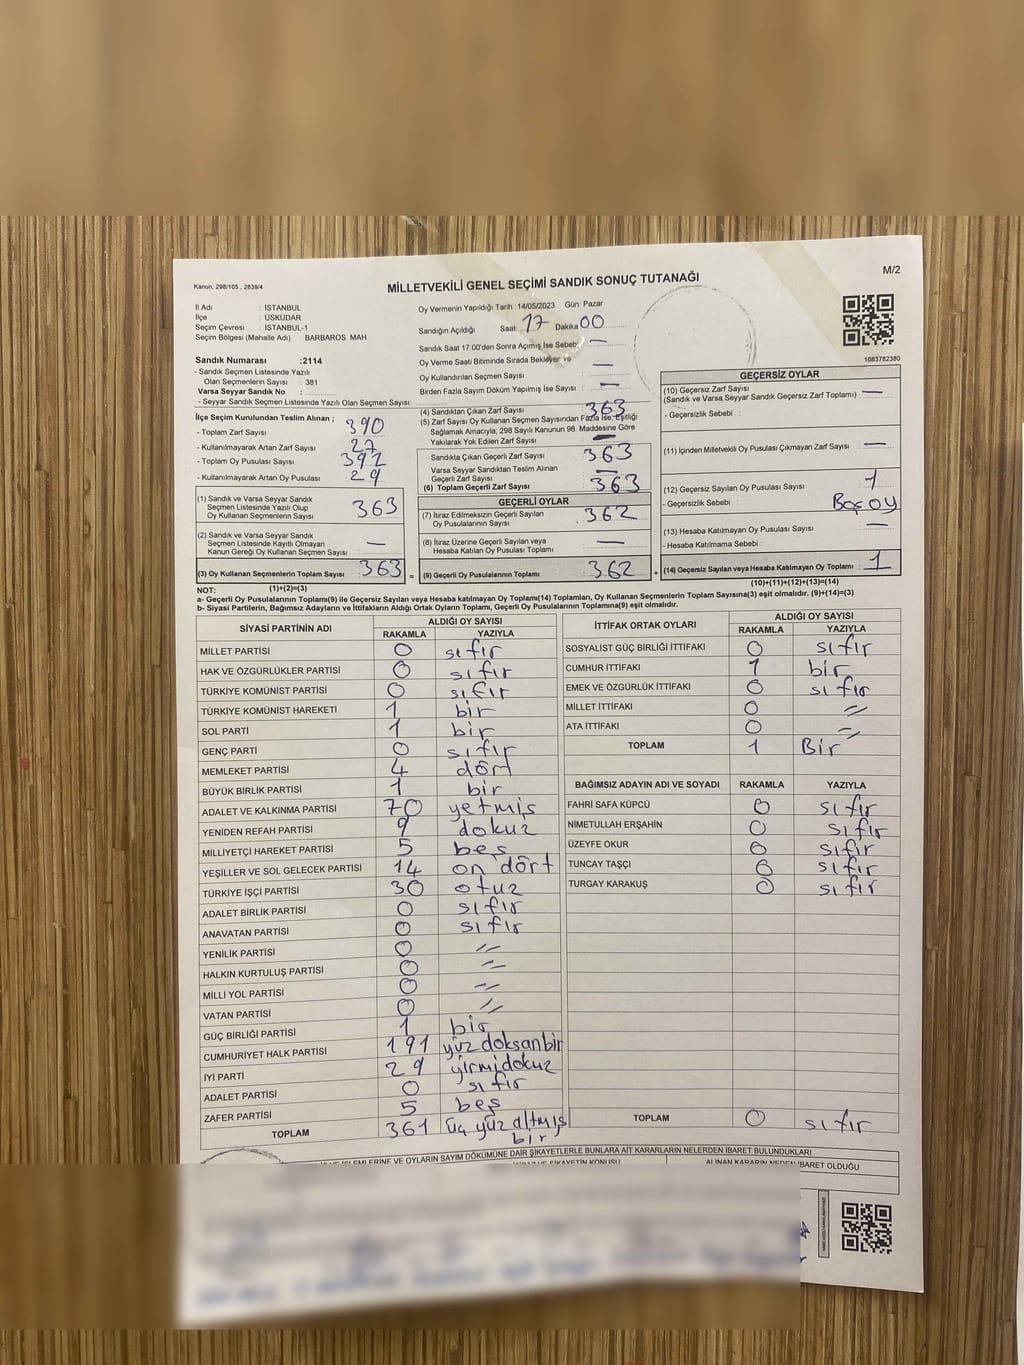 Kanun: 298/105 , 2839/4
MİLLETVEKİLİ GENEL SEÇİMİ SANDIK SONUÇ TUTANAĞI
M/2
İl Adı : İSTANBUL
İlçe : ÜSKÜDAR
Seçim Çevresi : İSTANBUL-1
Seçim Bölgesi (Mahalle Adı) : BARBAROS MAH.
Sandık Numarası : 2114
- Sandık Seçmen Listesinde Yazılı
Olan Seçmenlerin Sayısı : 381
Varsa Seyyar Sandık No :
- Seyyar Sandık Seçmen Listesinde Yazılı Olan Seçmen Sayısı:
İlçe Seçim Kurulundan Teslim Alınan ;
- Toplam Zarf Sayısı 390
- Kullanılmayarak Artan Zarf Sayısı 27
- Toplam Oy Pusulası Sayısı 392
- Kullanılmayarak Artan Oy Pusulası 29
(1) Sandık ve Varsa Seyyar Sandık
Seçmen Listesinde Yazılı Olup
Oy Kullanan Seçmenlerin Sayısı : 363
(2) Sandık ve Varsa Seyyar Sandık
Seçmen Listesinde Kayıtlı Olmayan
Kanun Gereği Oy Kullanan Seçmen Sayısı : —
(3) Oy Kullanan Seçmenlerin Toplam Sayısı : 363
(1)+(2)=(3)
Oy Vermenin Yapıldığı Tarih 14/05/2023 Gün: Pazar
Sandığın Açıldığı Saat: 17 Dakika 00
Sandık Saat 17:00'den Sonra Açılmış İse Sebebi: —
Oy Verme Saati Bitiminde Sırada Bekleyen ve
Oy Kullandırılan Seçmen Sayısı : —
Birden Fazla Sayım Döküm Yapılmış İse Sayısı : —
(4) Sandıktan Çıkan Zarf Sayısı : 363
(5) Zarf Sayısı Oy Kullanan Seçmen Sayısından Fazla İse, Eşitliği
Sağlamak Amacıyla; 298 Sayılı Kanunun 98. Maddesine Göre
Yakılarak Yok Edilen Zarf Sayısı : —
Sandıkta Çıkan Geçerli Zarf Sayısı : 363
Varsa Seyyar Sandıktan Teslim Alınan
Geçerli Zarf Sayısı : —
(6) Toplam Geçerli Zarf Sayısı : 363
GEÇERLİ OYLAR
(7) İtiraz Edilmeksizin Geçerli Sayılan
Oy Pusulalarının Sayısı : 362
(8) İtiraz Üzerine Geçerli Sayılan veya
Hesaba Katılan Oy Pusulası Toplamı : —
= (9) Geçerli Oy Pusulalarının Toplamı : 362 +
1083782380
GEÇERSİZ OYLAR
(10) Geçersiz Zarf Sayısı
(Sandık ve Varsa Seyyar Sandık Geçersiz Zarf Toplamı) : —
- Geçersizlik Sebebi :
(11) İçinden Milletvekili Oy Pusulası Çıkmayan Zarf Sayısı : —
(12) Geçersiz Sayılan Oy Pusulası Sayısı : 1
- Geçersizlik Sebebi : Boş oy
(13) Hesaba Katılmayan Oy Pusulası Sayısı : —
- Hesaba Katılmama Sebebi :
(14) Geçersiz Sayılan veya Hesaba Katılmayan Oy Toplamı : 1
(10)+(11)+(12)+(13)=(14)
NOT:
a- Geçerli Oy Pusulalarının Toplamı(9) ile Geçersiz Sayılan veya Hesaba katılmayan Oy Toplamı(14) Toplamları, Oy Kullanan Seçmenlerin Toplam Sayısına(3) eşit olmalıdır. (9)+(14)=(3)
b- Siyasi Partilerin, Bağımsız Adayların ve İttifakların Aldığı Ortak Oyların Toplamı, Geçerli Oy Pusulalarının Toplamına(9) eşit olmalıdır.
SİYASİ PARTİNİN ADI ALDIĞI OY SAYISI
RAKAMLA YAZIYLA
MİLLET PARTİSİ 0 sıfır
HAK VE ÖZGÜRLÜKLER PARTİSİ 0 sıfır
TÜRKİYE KOMÜNİST PARTİSİ 0 sıfır
TÜRKİYE KOMÜNİST HAREKETİ 1 bir
SOL PARTİ 1 bir
GENÇ PARTİ 0 sıfır
MEMLEKET PARTİSİ 4 dört
BÜYÜK BİRLİK PARTİSİ 1 bir
ADALET VE KALKINMA PARTİSİ 70 yetmiş
YENİDEN REFAH PARTİSİ 9 dokuz
MİLLİYETÇİ HAREKET PARTİSİ 5 beş
YEŞİLLER VE SOL GELECEK PARTİSİ 14 on dört
TÜRKİYE İŞÇİ PARTİSİ 30 otuz
ADALET BİRLİK PARTİSİ 0 sıfır
ANAVATAN PARTİSİ 0 sıfır
YENİLİK PARTİSİ 0 〃
HALKIN KURTULUŞ PARTİSİ 0 〃
MİLLİ YOL PARTİSİ 0 〃
VATAN PARTİSİ 0 〃
GÜÇ BİRLİĞİ PARTİSİ 1 bir
CUMHURİYET HALK PARTİSİ 191 yüz doksan bir
İYİ PARTİ 29 yirmi dokuz
ADALET PARTİSİ 0 sıfır
ZAFER PARTİSİ 5 beş
TOPLAM 361 üç yüz altmış
bir
İTTİFAK ORTAK OYLARI ALDIĞI OY SAYISI
RAKAMLA YAZIYLA
SOSYALİST GÜÇ BİRLİĞİ İTTİFAKI 0 sıfır
CUMHUR İTTİFAKI 1 bir
EMEK VE ÖZGÜRLÜK İTTİFAKI 0 sıfır
MİLLET İTTİFAKI 0 〃
ATA İTTİFAKI 0 〃
TOPLAM 1 Bir
BAĞIMSIZ ADAYIN ADI VE SOYADI RAKAMLA YAZIYLA
FAHRİ SAFA KÜPCÜ 0 sıfır
NİMETULLAH ERŞAHİN 0 sıfır
ÜZEYFE OKUR 0 sıfır
TUNCAY TAŞÇI 0 sıfır
TURGAY KARAKUŞ 0 sıfır
TOPLAM 0 sıfır
İŞLEMLERİNE VE OYLARIN SAYIM DÖKÜMÜNE DAİR ŞİKAYETLERLE BUNLARA AİT KARARLARIN NELERDEN İBARET BULUNDUKLARI
ŞİKAYETİN KONUSU ALINAN KARARIN NEDEN İBARET OLDUĞU